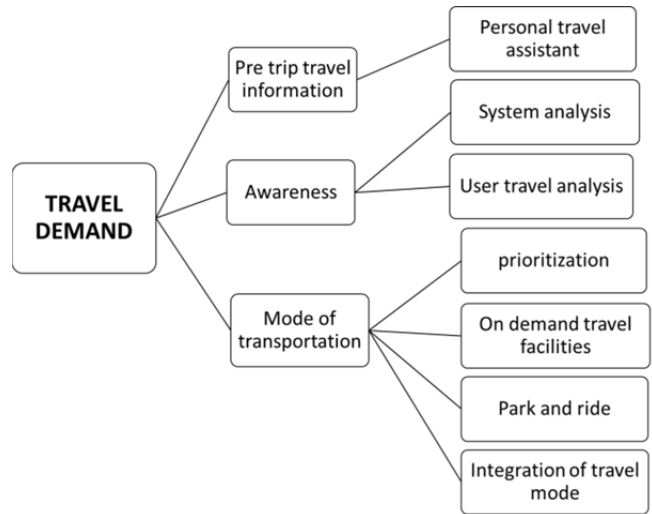 TRAVEL
DEMAND
Pre trip travel
information
Awareness
Mode of
transportation
Personal travel
assistant
System analysis
User travel analysis
prioritization
On demand travel
facilities
Park and ride
Integration of travel
mode